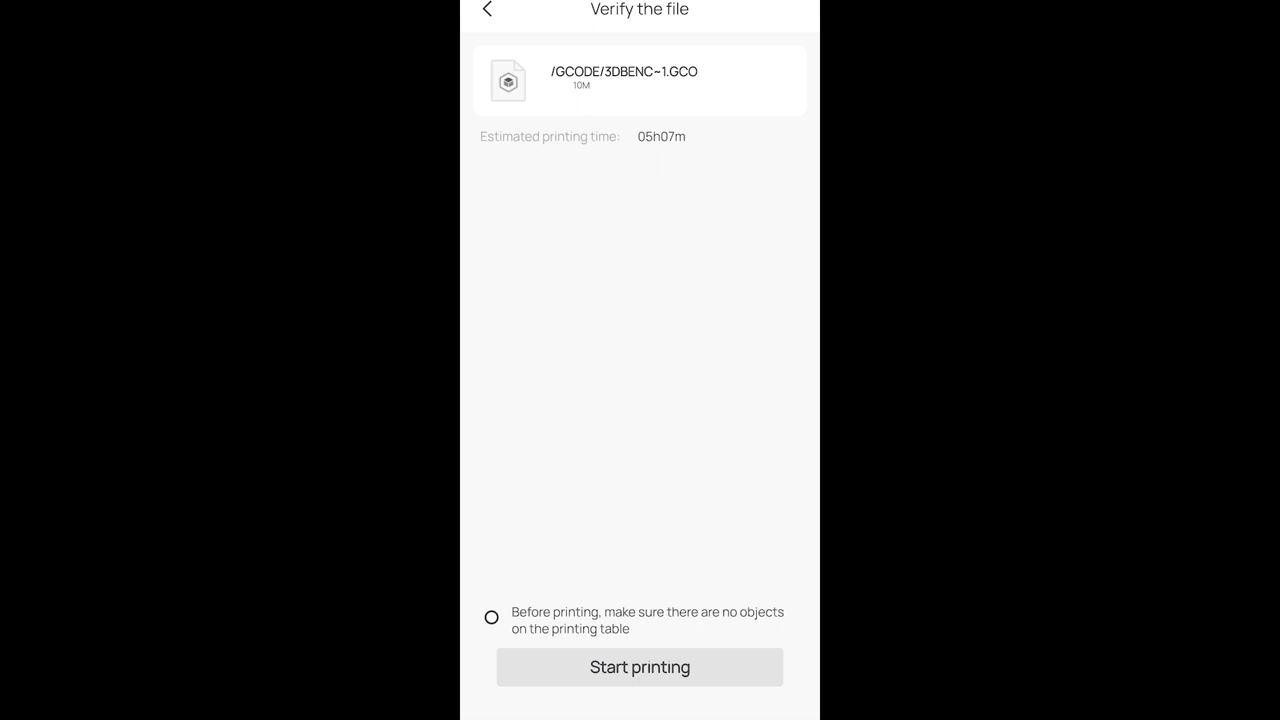 Verify the file
/GCODE/3DBENC~1.GCO
10M
Estimated printing time: 05h07m
Before printing, make sure there are no objects
on the printing table
Start printing